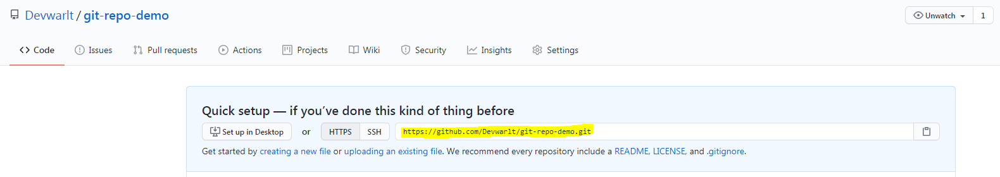 Devwarlt / git-repo-demo
Unwatch 1
Code Issues Pull requests Actions Projects Wiki Security Insights Settings
Quick setup — if you’ve done this kind of thing before
Set up in Desktop or HTTPS SSH https://github.com/Devwarlt/git-repo-demo.git
Get started by creating a new file or uploading an existing file. We recommend every repository include a README, LICENSE, and .gitignore.